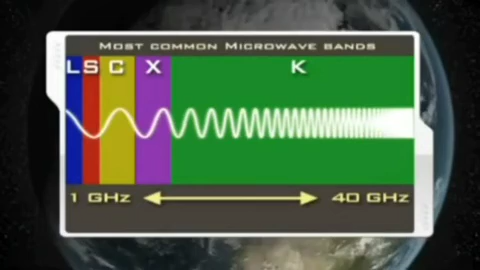 MOST COMMON MICROWAVE BANDS
L S C X K
1 GHZ 40 GHZ